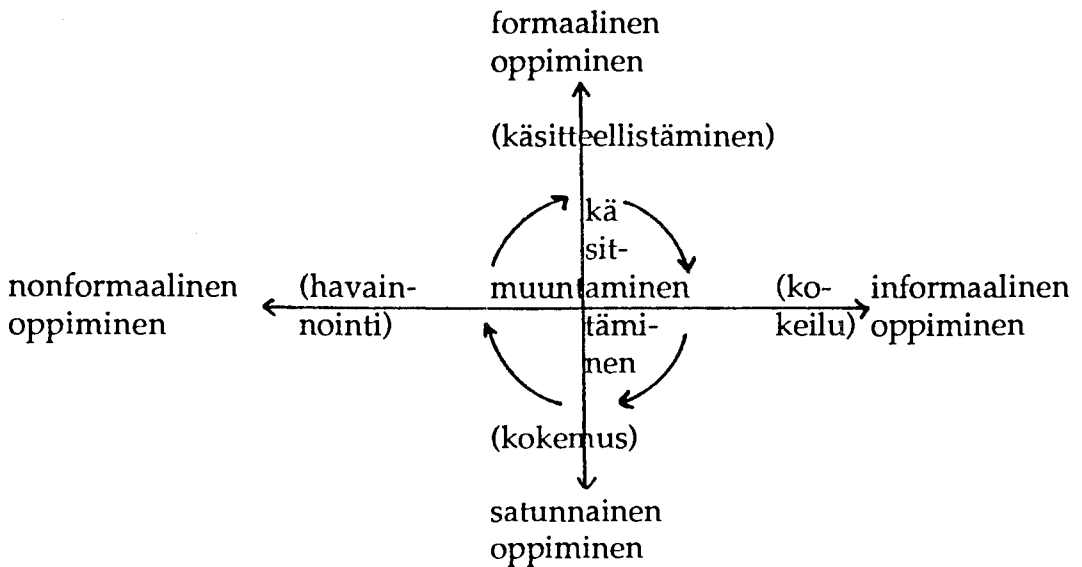 formaalinen
oppiminen
(käsitteellistäminen)
kä
sit-
nonformaalinen (havain- muuntaminen (ko- informaalinen
oppiminen nointi) tämi- keilu) oppiminen
nen
(kokemus)
satunnainen
oppiminen